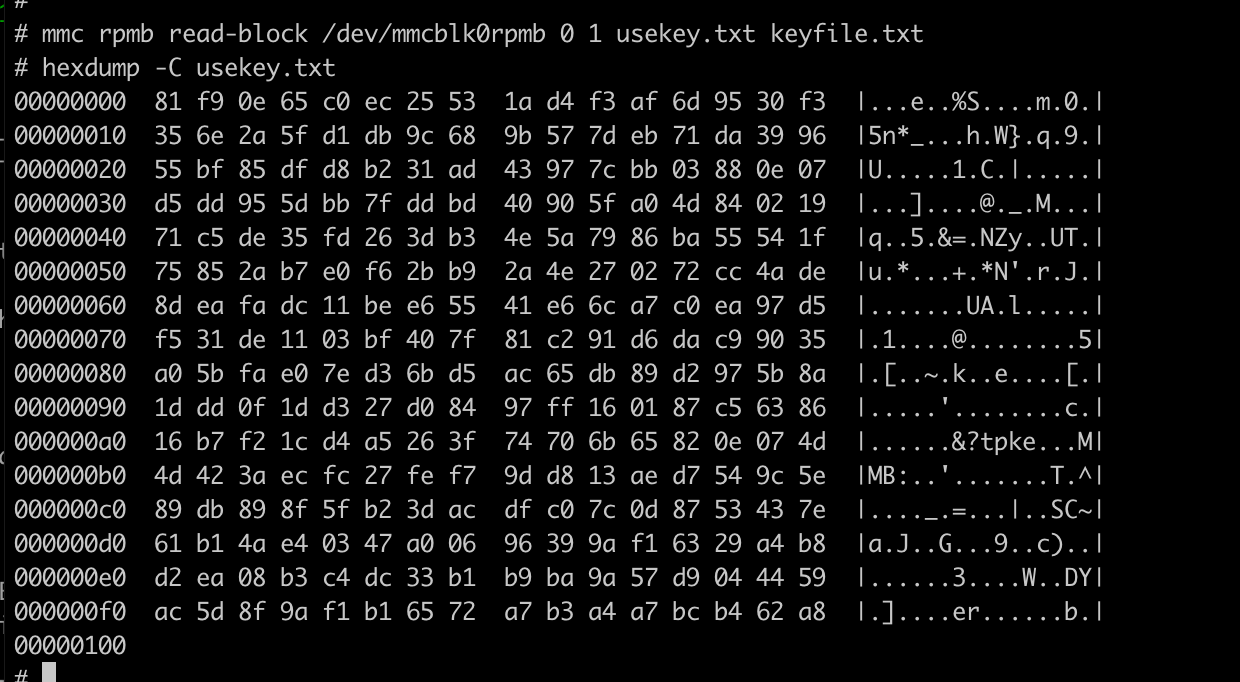 #
# mmc rpmb read-block /dev/mmcblk0rpmb 0 1 usekey.txt keyfile.txt
# hexdump -C usekey.txt
00000000  81 f9 0e 65 c0 ec 25 53  1a d4 f3 af 6d 95 30 f3  |...e..%S....m.0.|
00000010  35 6e 2a 5f d1 db 9c 68  9b 57 7d eb 71 da 39 96  |5n*_...h.W}.q.9.|
00000020  55 bf 85 df d8 b2 31 ad  43 97 7c bb 03 88 0e 07  |U.....1.C.|.....|
00000030  d5 dd 95 5d bb 7f dd bd  40 90 5f a0 4d 84 02 19  |...]....@._.M...|
00000040  71 c5 de 35 fd 26 3d b3  4e 5a 79 86 ba 55 54 1f  |q..5.&=.NZy..UT.|
00000050  75 85 2a b7 e0 f6 2b b9  2a 4e 27 02 72 cc 4a de  |u.*...+.*N'.r.J.|
00000060  8d ea fa dc 11 be e6 55  41 e6 6c a7 c0 ea 97 d5  |.......UA.l.....|
00000070  f5 31 de 11 03 bf 40 7f  81 c2 91 d6 da c9 90 35  |.1....@........5|
00000080  a0 5b fa e0 7e d3 6b d5  ac 65 db 89 d2 97 5b 8a  |.[..~.k..e....[.|
00000090  1d dd 0f 1d d3 27 d0 84  97 ff 16 01 87 c5 63 86  |.....'........c.|
000000a0  16 b7 f2 1c d4 a5 26 3f  74 70 6b 65 82 0e 07 4d  |......&?tpke...M|
000000b0  4d 42 3a ec fc 27 fe f7  9d d8 13 ae d7 54 9c 5e  |MB:..'.......T.^|
000000c0  89 db 89 8f 5f b2 3d ac  df c0 7c 0d 87 53 43 7e  |...._.=...|..SC~|
000000d0  61 b1 4a e4 03 47 a0 06  96 39 9a f1 63 29 a4 b8  |a.J..G...9..c)..|
000000e0  d2 ea 08 b3 c4 dc 33 b1  b9 ba 9a 57 d9 04 44 59  |......3....W..DY|
000000f0  ac 5d 8f 9a f1 b1 65 72  a7 b3 a4 a7 bc b4 62 a8  |.]....er......b.|
00000100
#